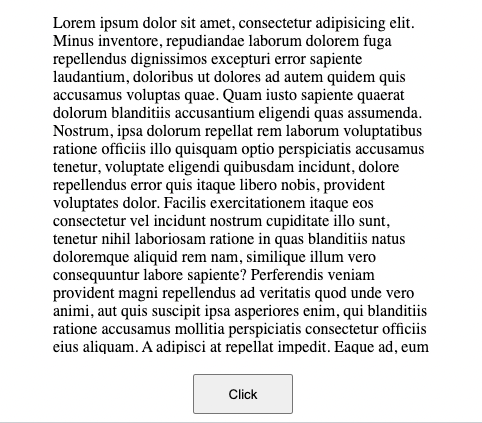 Lorem ipsum dolor sit amet, consectetur adipisicing elit.
Minus inventore, repudiandae laborum dolorem fuga
repellendus dignissimos excepturi error sapiente
laudantium, doloribus ut dolores ad autem quidem quis
accusamus voluptas quae. Quam iusto sapiente quaerat
dolorum blanditiis accusantium eligendi quas assumenda.
Nostrum, ipsa dolorum repellat rem laborum voluptatibus
ratione officiis illo quisquam optio perspiciatis accusamus
tenetur, voluptate eligendi quibusdam incidunt, dolore
repellendus error quis itaque libero nobis, provident
voluptates dolor. Facilis exercitationem itaque eos
consectetur vel incidunt nostrum cupiditate illo sunt,
tenetur nihil laboriosam ratione in quas blanditiis natus
doloremque aliquid rem nam, similique illum vero
consequuntur labore sapiente? Perferendis veniam
provident magni repellendus ad veritatis quod unde vero
animi, aut quis suscipit ipsa asperiores enim, qui blanditiis
ratione accusamus mollitia perspiciatis consectetur officiis
eius aliquam. A adipisci at repellat impedit. Eaque ad, eum
Click